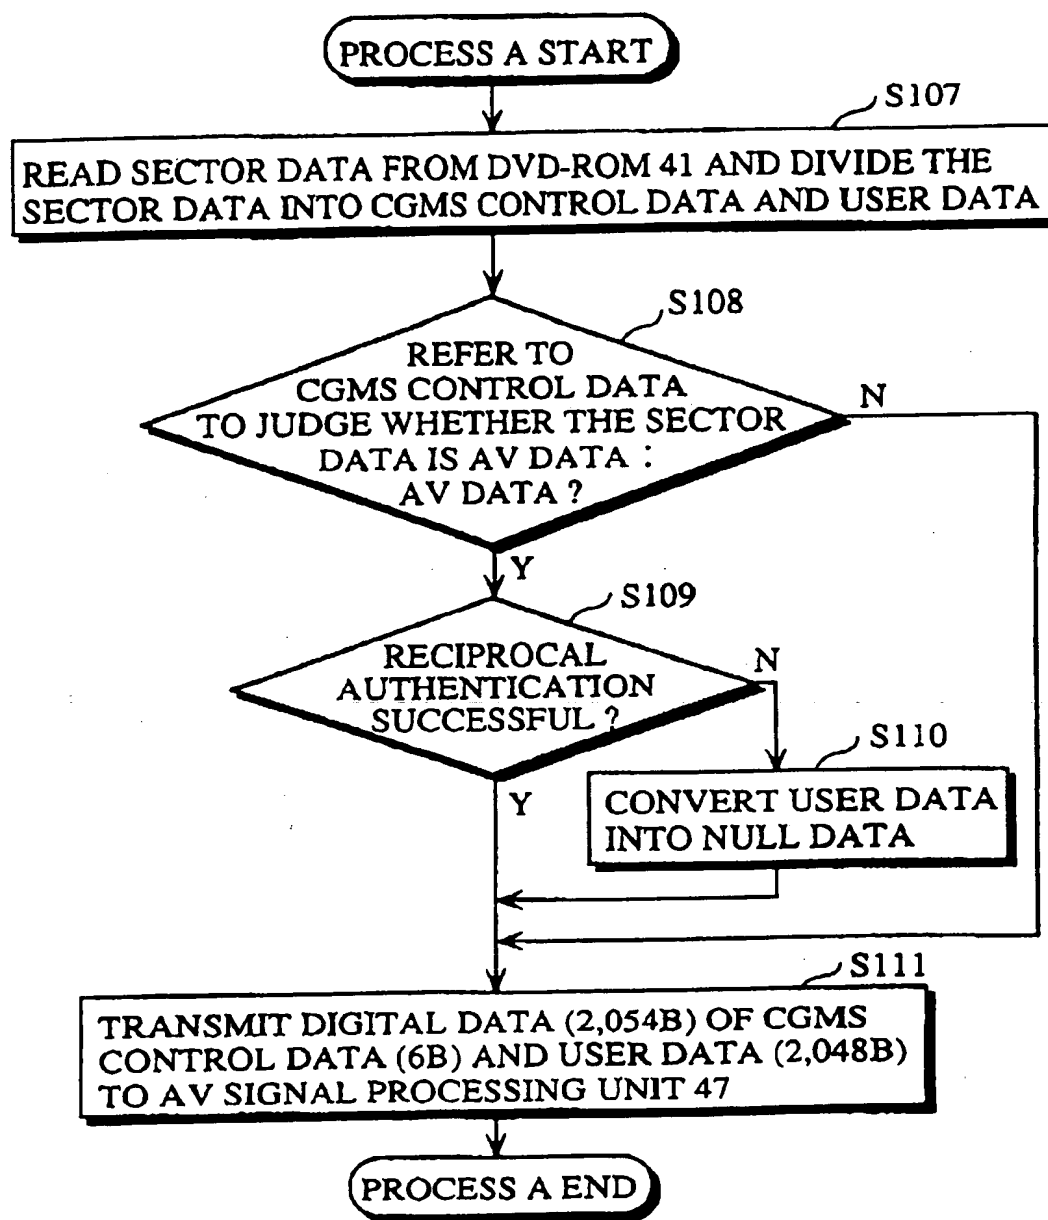 PROCESS A START
S107
READ SECTOR DATA FROM DVD-ROM 41 AND DIVIDE THE
SECTOR DATA INTO CGMS CONTROL DATA AND USER DATA
S108
REFER TO
CGMS CONTROL DATA
TO JUDGE WHETHER THE SECTOR
DATA IS AV DATA :
AV DATA ?
N
Y
S109
RECIPROCAL
AUTHENTICATION
SUCCESSFUL ?
N
Y
S110
CONVERT USER DATA
INTO NULL DATA
S111
TRANSMIT DIGITAL DATA (2,054B) OF CGMS
CONTROL DATA (6B) AND USER DATA (2,048B)
TO AV SIGNAL PROCESSING UNIT 47
PROCESS A END